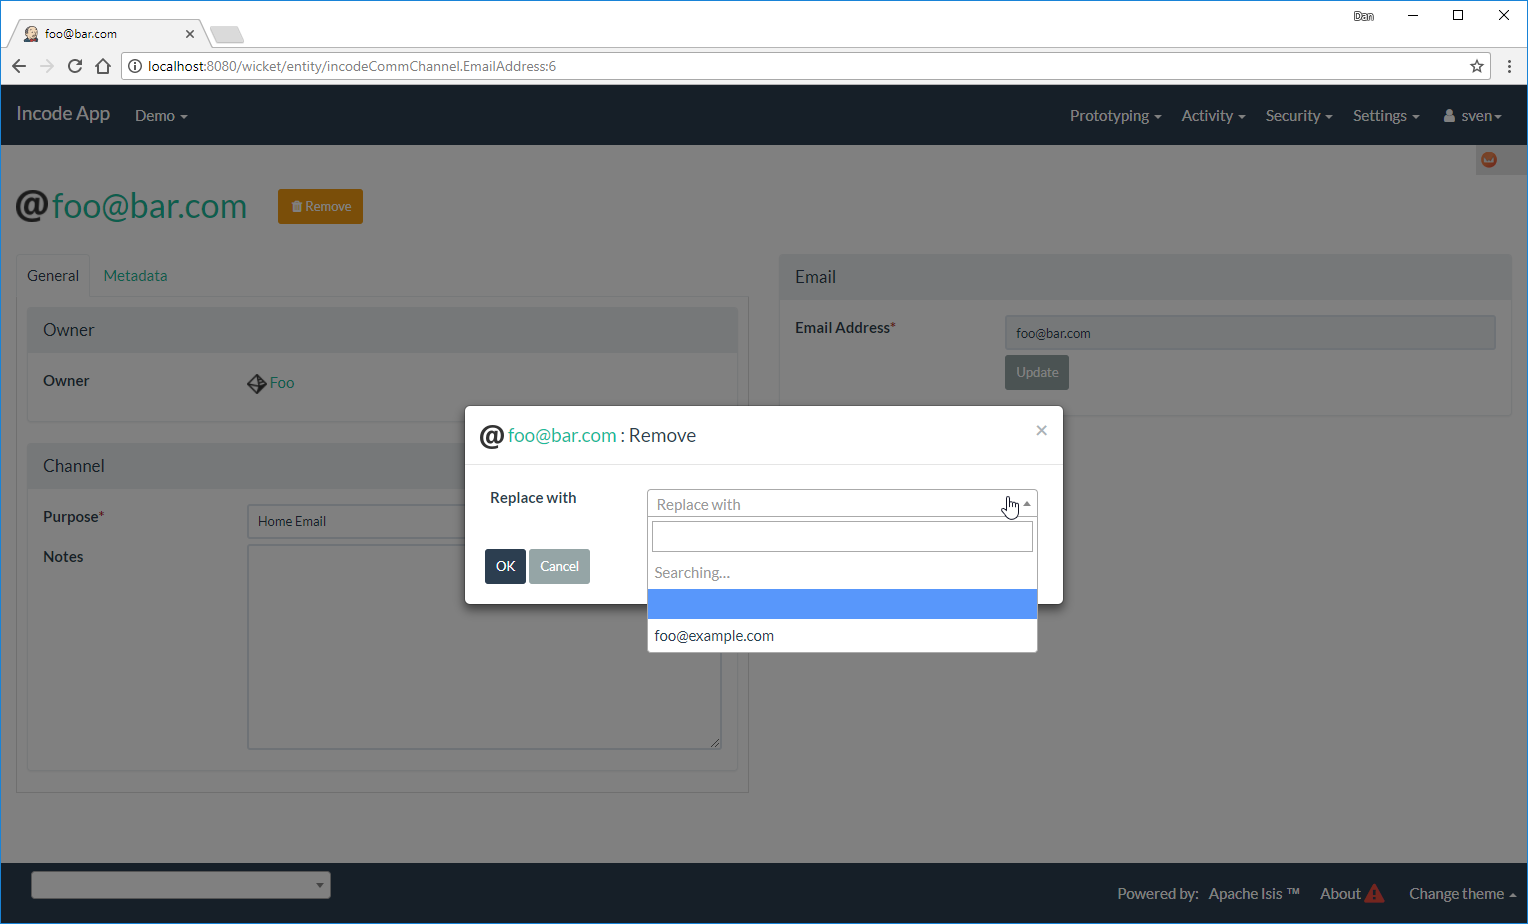 Dan
foo@bar.com
localhost:8080/wicket/entity/incodeCommChannel.EmailAddress:6
Incode App Demo Prototyping Activity Security Settings sven
@foo@bar.com Remove
General Metadata
Owner
Owner Foo
Channel
Purpose* Home Email
Notes
Email
Email Address* foo@bar.com
Update
@foo@bar.com : Remove ×
Replace with Replace with
Searching...
foo@example.com
OK Cancel
Powered by: Apache Isis ™ About Change theme